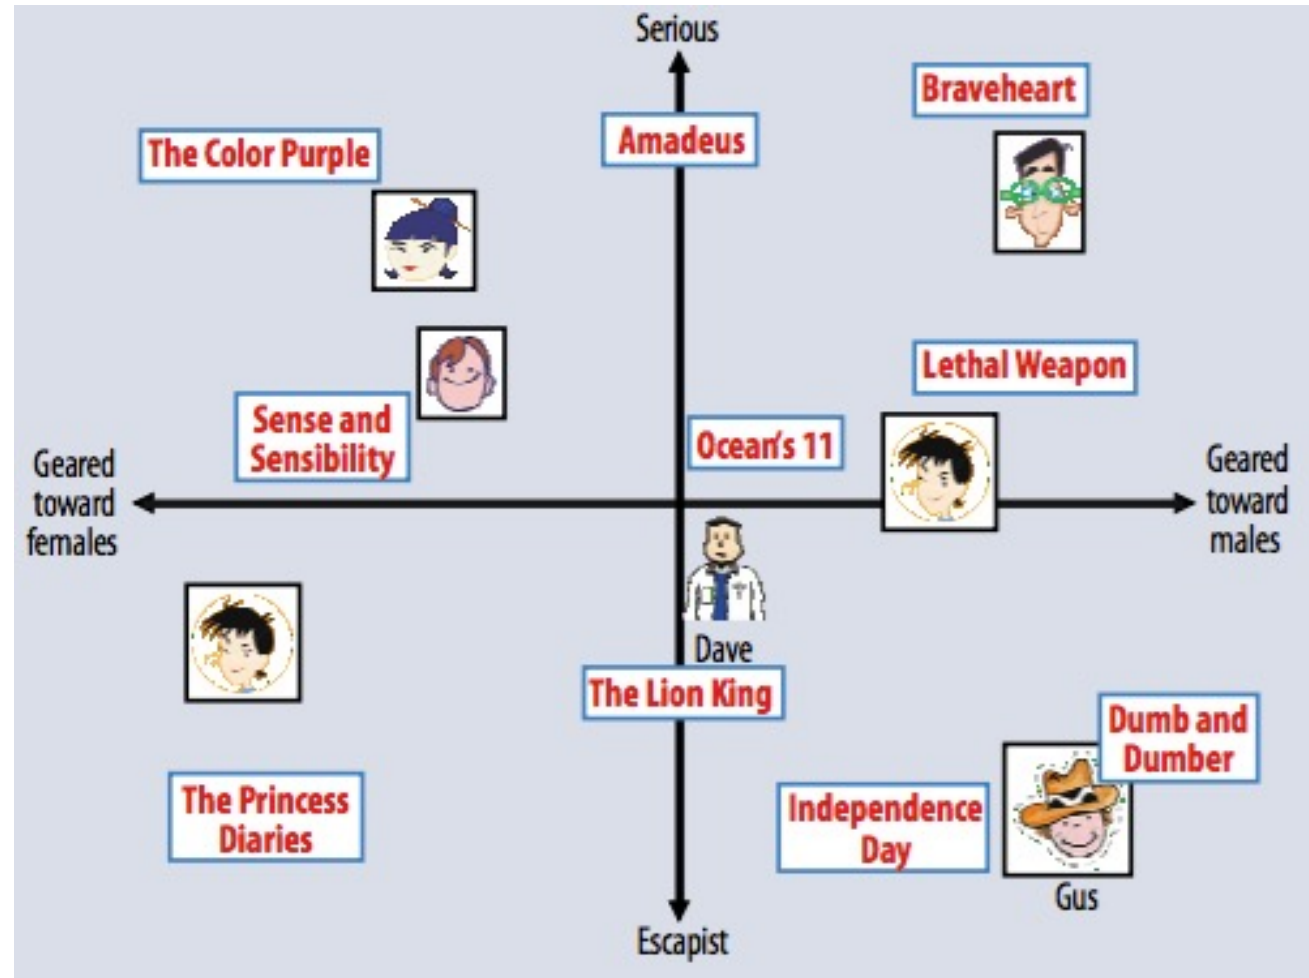 Serious
Braveheart
Amadeus
The Color Purple
Lethal Weapon
Sense and
Sensibility
Ocean's 11
Geared
toward
females
Geared
toward
males
Dave
The Lion King
Dumb and
Dumber
The Princess
Diaries
Independence
Day
Gus
Escapist